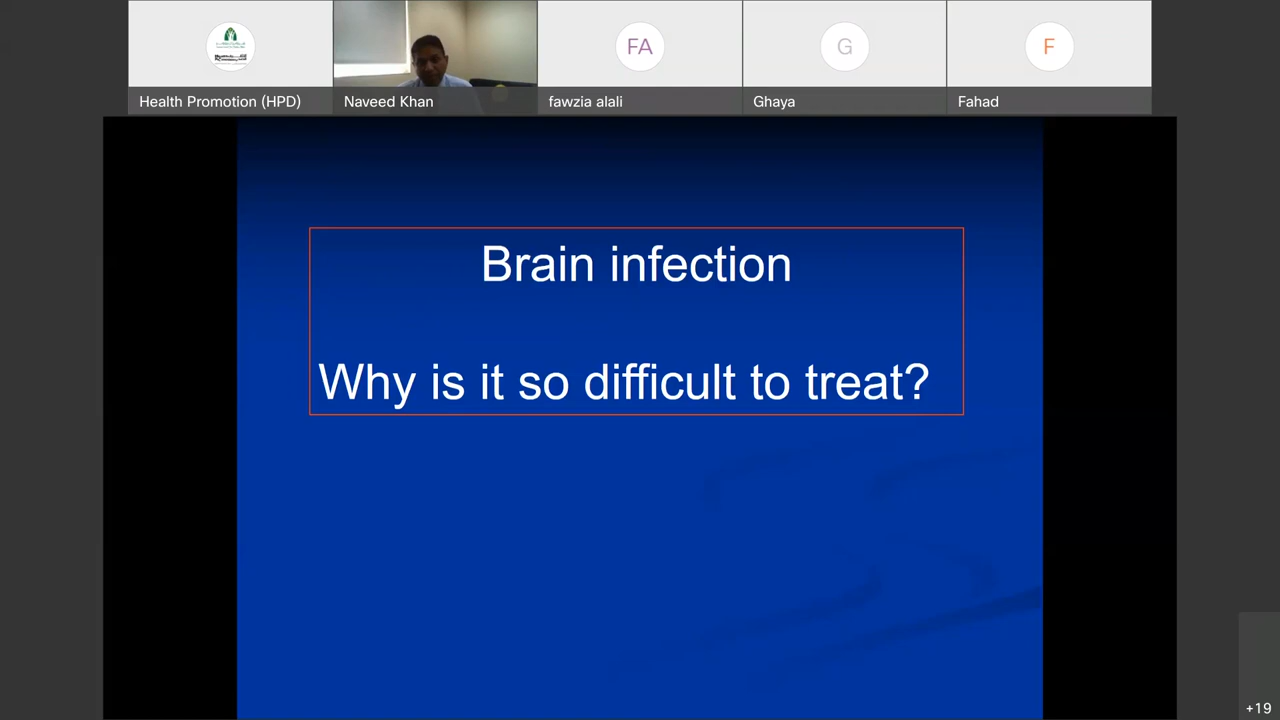 FA
G
F
Health Promotion (HPD)
Naveed Khan
fawzia alali
Ghaya
Fahad
Brain infection
Why is it so difficult to treat?
+19